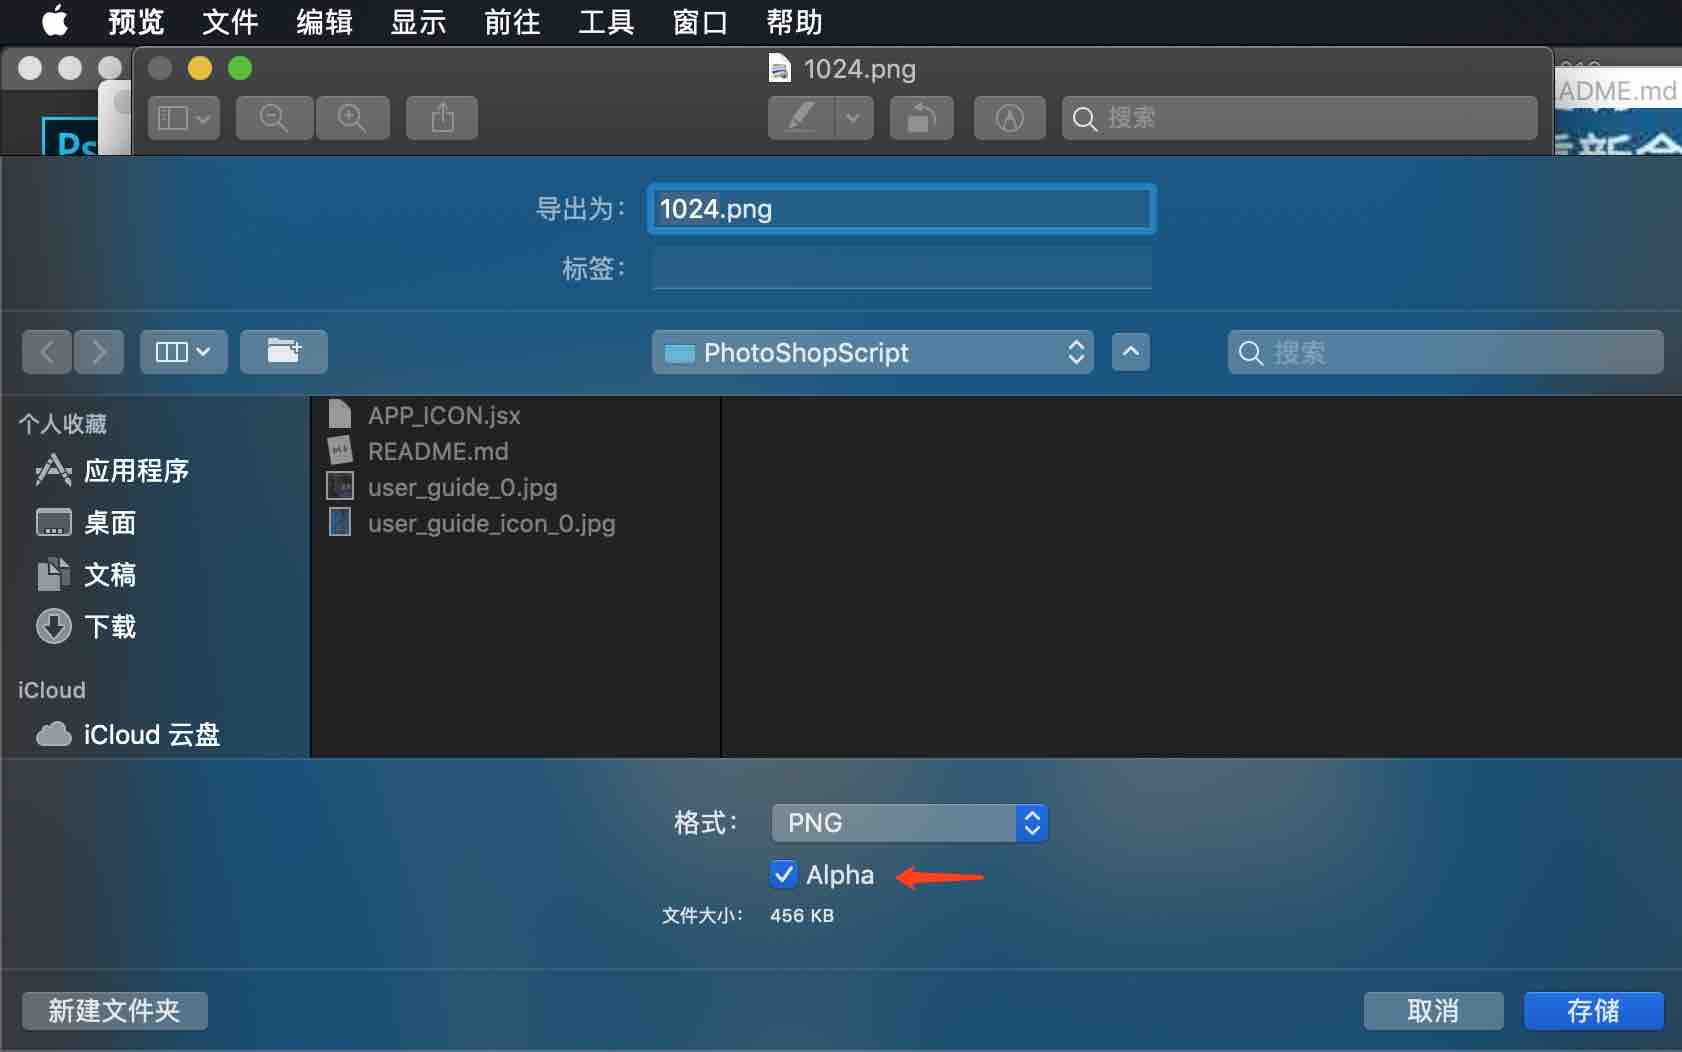 预览 文件 编辑 显示 前往 工具 窗口 帮助
1024.png
ADME.md
Ps
搜索
导出为：
1024.png
标签：
PhotoShopScript
搜索
个人收藏
应用程序
桌面
文稿
下载
iCloud
iCloud 云盘
APP_ICON.jsx
README.md
user_guide_0.jpg
user_guide_icon_0.jpg
格式：
PNG
Alpha
文件大小：
456 KB
新建文件夹
取消
存储